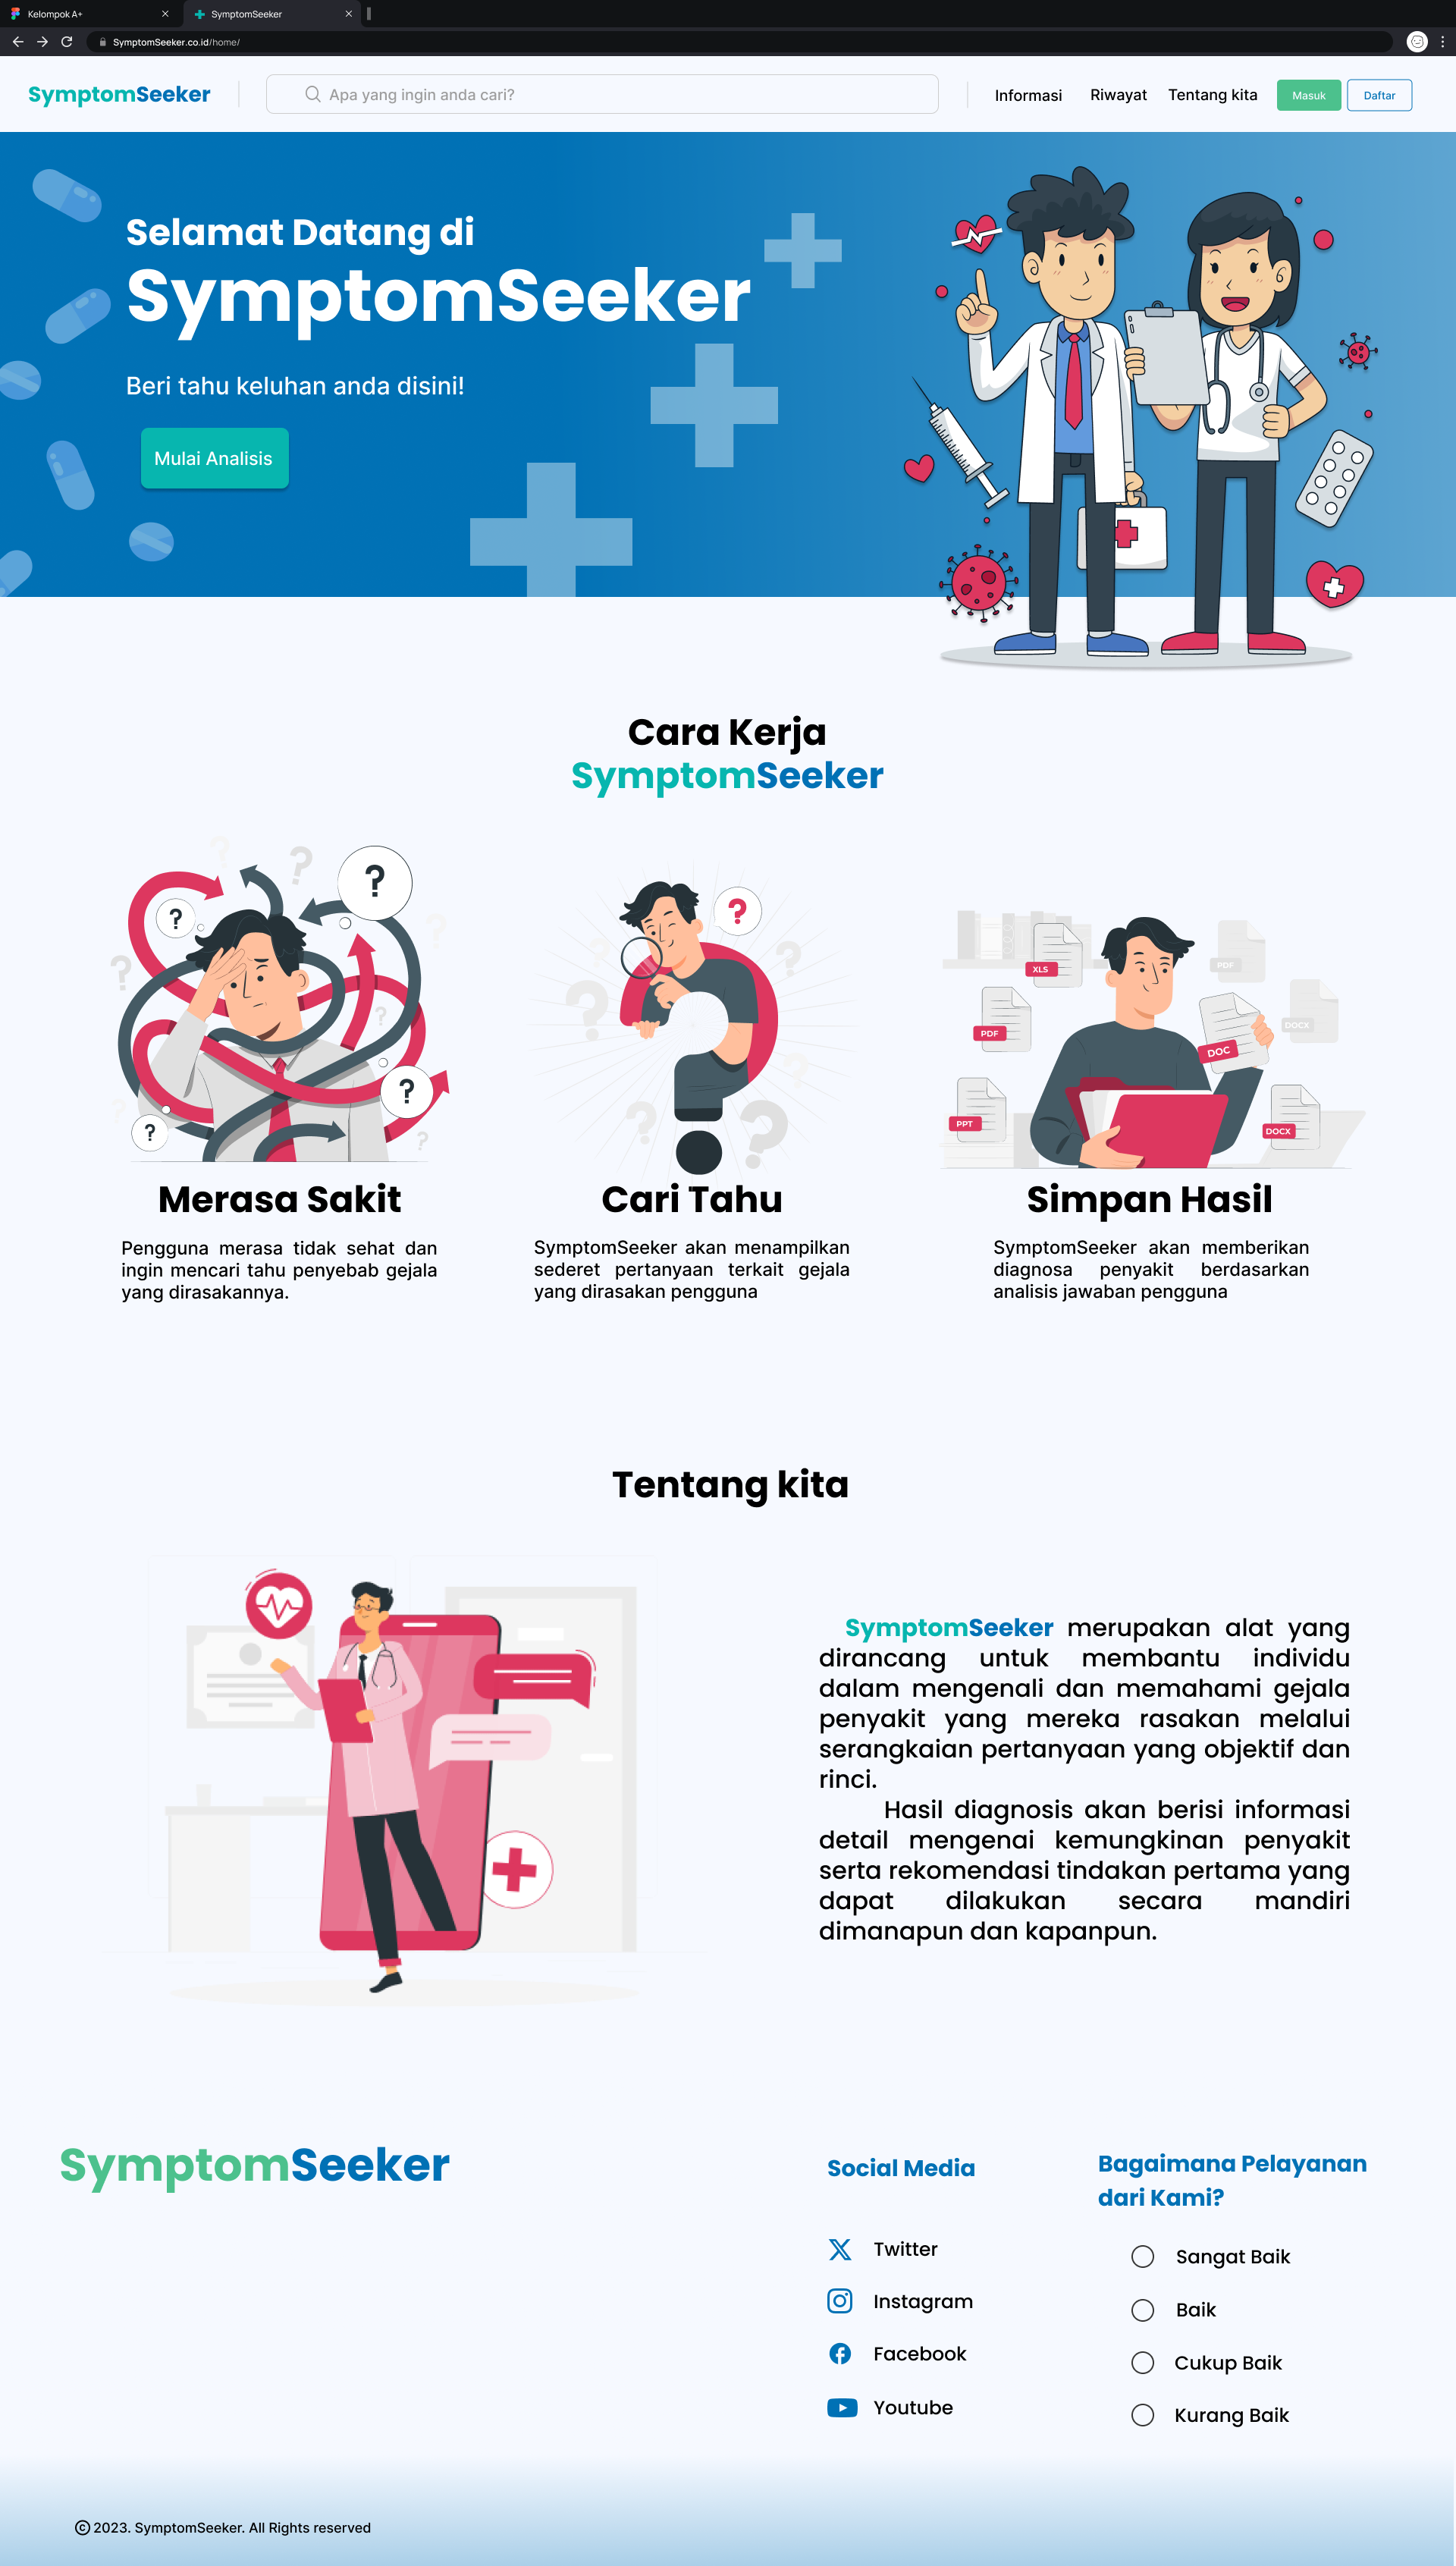 Kelompok A+
SymptomSeeker
SymptomSeeker.co.id/home/
SymptomSeeker
Apa yang ingin anda cari?
Informasi
Riwayat
Tentang kita
Masuk
Daftar
Selamat Datang di
SymptomSeeker
Beri tahu keluhan anda disini!
Mulai Analisis
Cara Kerja
SymptomSeeker
?
?
?
?
?
XLS
PDF
PDF
DOCX
DOC
PPT
DOCX
Merasa Sakit
Pengguna merasa tidak sehat dan
ingin mencari tahu penyebab gejala
yang dirasakannya.
Cari Tahu
SymptomSeeker akan menampilkan
sederet pertanyaan terkait gejala
yang dirasakan pengguna
Simpan Hasil
SymptomSeeker akan memberikan
diagnosa penyakit berdasarkan
analisis jawaban pengguna
Tentang kita
SymptomSeeker merupakan alat yang
dirancang untuk membantu individu
dalam mengenali dan memahami gejala
penyakit yang mereka rasakan melalui
serangkaian pertanyaan yang objektif dan
rinci.
Hasil diagnosis akan berisi informasi
detail mengenai kemungkinan penyakit
serta rekomendasi tindakan pertama yang
dapat dilakukan secara mandiri
dimanapun dan kapanpun.
SymptomSeeker
Social Media
Twitter
Instagram
Facebook
Youtube
Bagaimana Pelayanan
dari Kami?
Sangat Baik
Baik
Cukup Baik
Kurang Baik
© 2023. SymptomSeeker. All Rights reserved